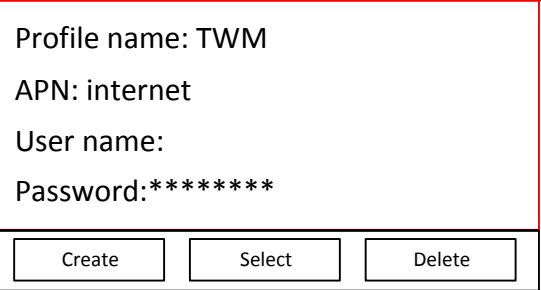 Profile name: TWM
APN: internet
User name:
Password:********
Create Select Delete